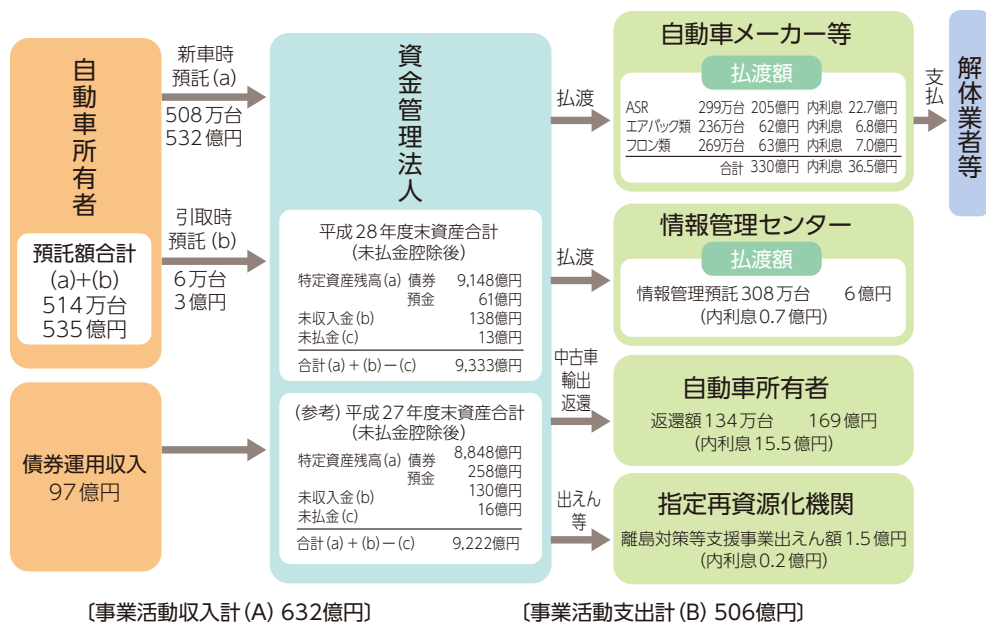 自動車所有者
預託額合計
(a)+(b)
514万台
535億円
新車時
預託(a)
508万台
532億円
引取時
預託(b)
6万台
3億円
債券運用収入
97億円
資金管理法人
平成28年度末資産合計
(未払金腔除後)
特定資産残高(a) 債券 9,148億円
預金 61億円
未収入金(b) 138億円
未払金(c) 13億円
合計(a)+(b)−(c) 9,333億円
(参考)平成27年度末資産合計
(未払金腔除後)
特定資産残高(a) 債券 8,848億円
預金 258億円
未収入金(b) 130億円
未払金(c) 16億円
合計(a)+(b)−(c) 9,222億円
払渡
自動車メーカー等
払渡額
ASR 299万台 205億円 内利息 22.7億円
エアバック類 236万台 62億円 内利息 6.8億円
フロン類 269万台 63億円 内利息 7.0億円
合計 330億円 内利息 36.5億円
支払
解体業者等
払渡
情報管理センター
払渡額
情報管理預託308万台 6億円
(内利息0.7億円)
中古車
輸出
返還
自動車所有者
返還額134万台 169億円
(内利息15.5億円)
出えん
等
指定再資源化機関
離島対策等支援事業出えん額1.5億円
(内利息0.2億円)
〔事業活動収入計(A) 632億円〕
〔事業活動支出計(B) 506億円〕